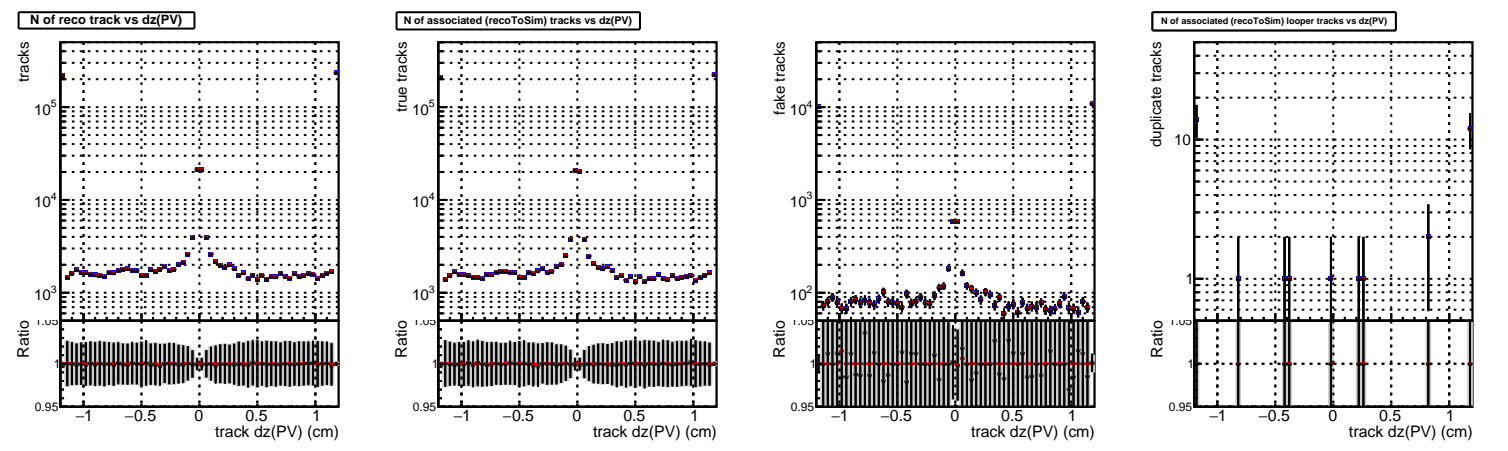 N of reco track vs dz(PV)
tracks
10^5
10^4
10^3
1.05
Ratio
1
0.95
−1 −0.5 0 0.5 1
track dz(PV) (cm)
N of associated (recoToSim) tracks vs dz(PV)
true tracks
10^5
10^4
10^3
1.05
Ratio
1
0.95
−1 −0.5 0 0.5 1
track dz(PV) (cm)
fake tracks
10^4
10^3
10^2
1.05
Ratio
1
0.95
−1 −0.5 0 0.5 1
track dz(PV) (cm)
N of associated (recoToSim) looper tracks vs dz(PV)
duplicate tracks
10
1
1.05
Ratio
1
0.95
−1 −0.5 0 0.5 1
track dz(PV) (cm)